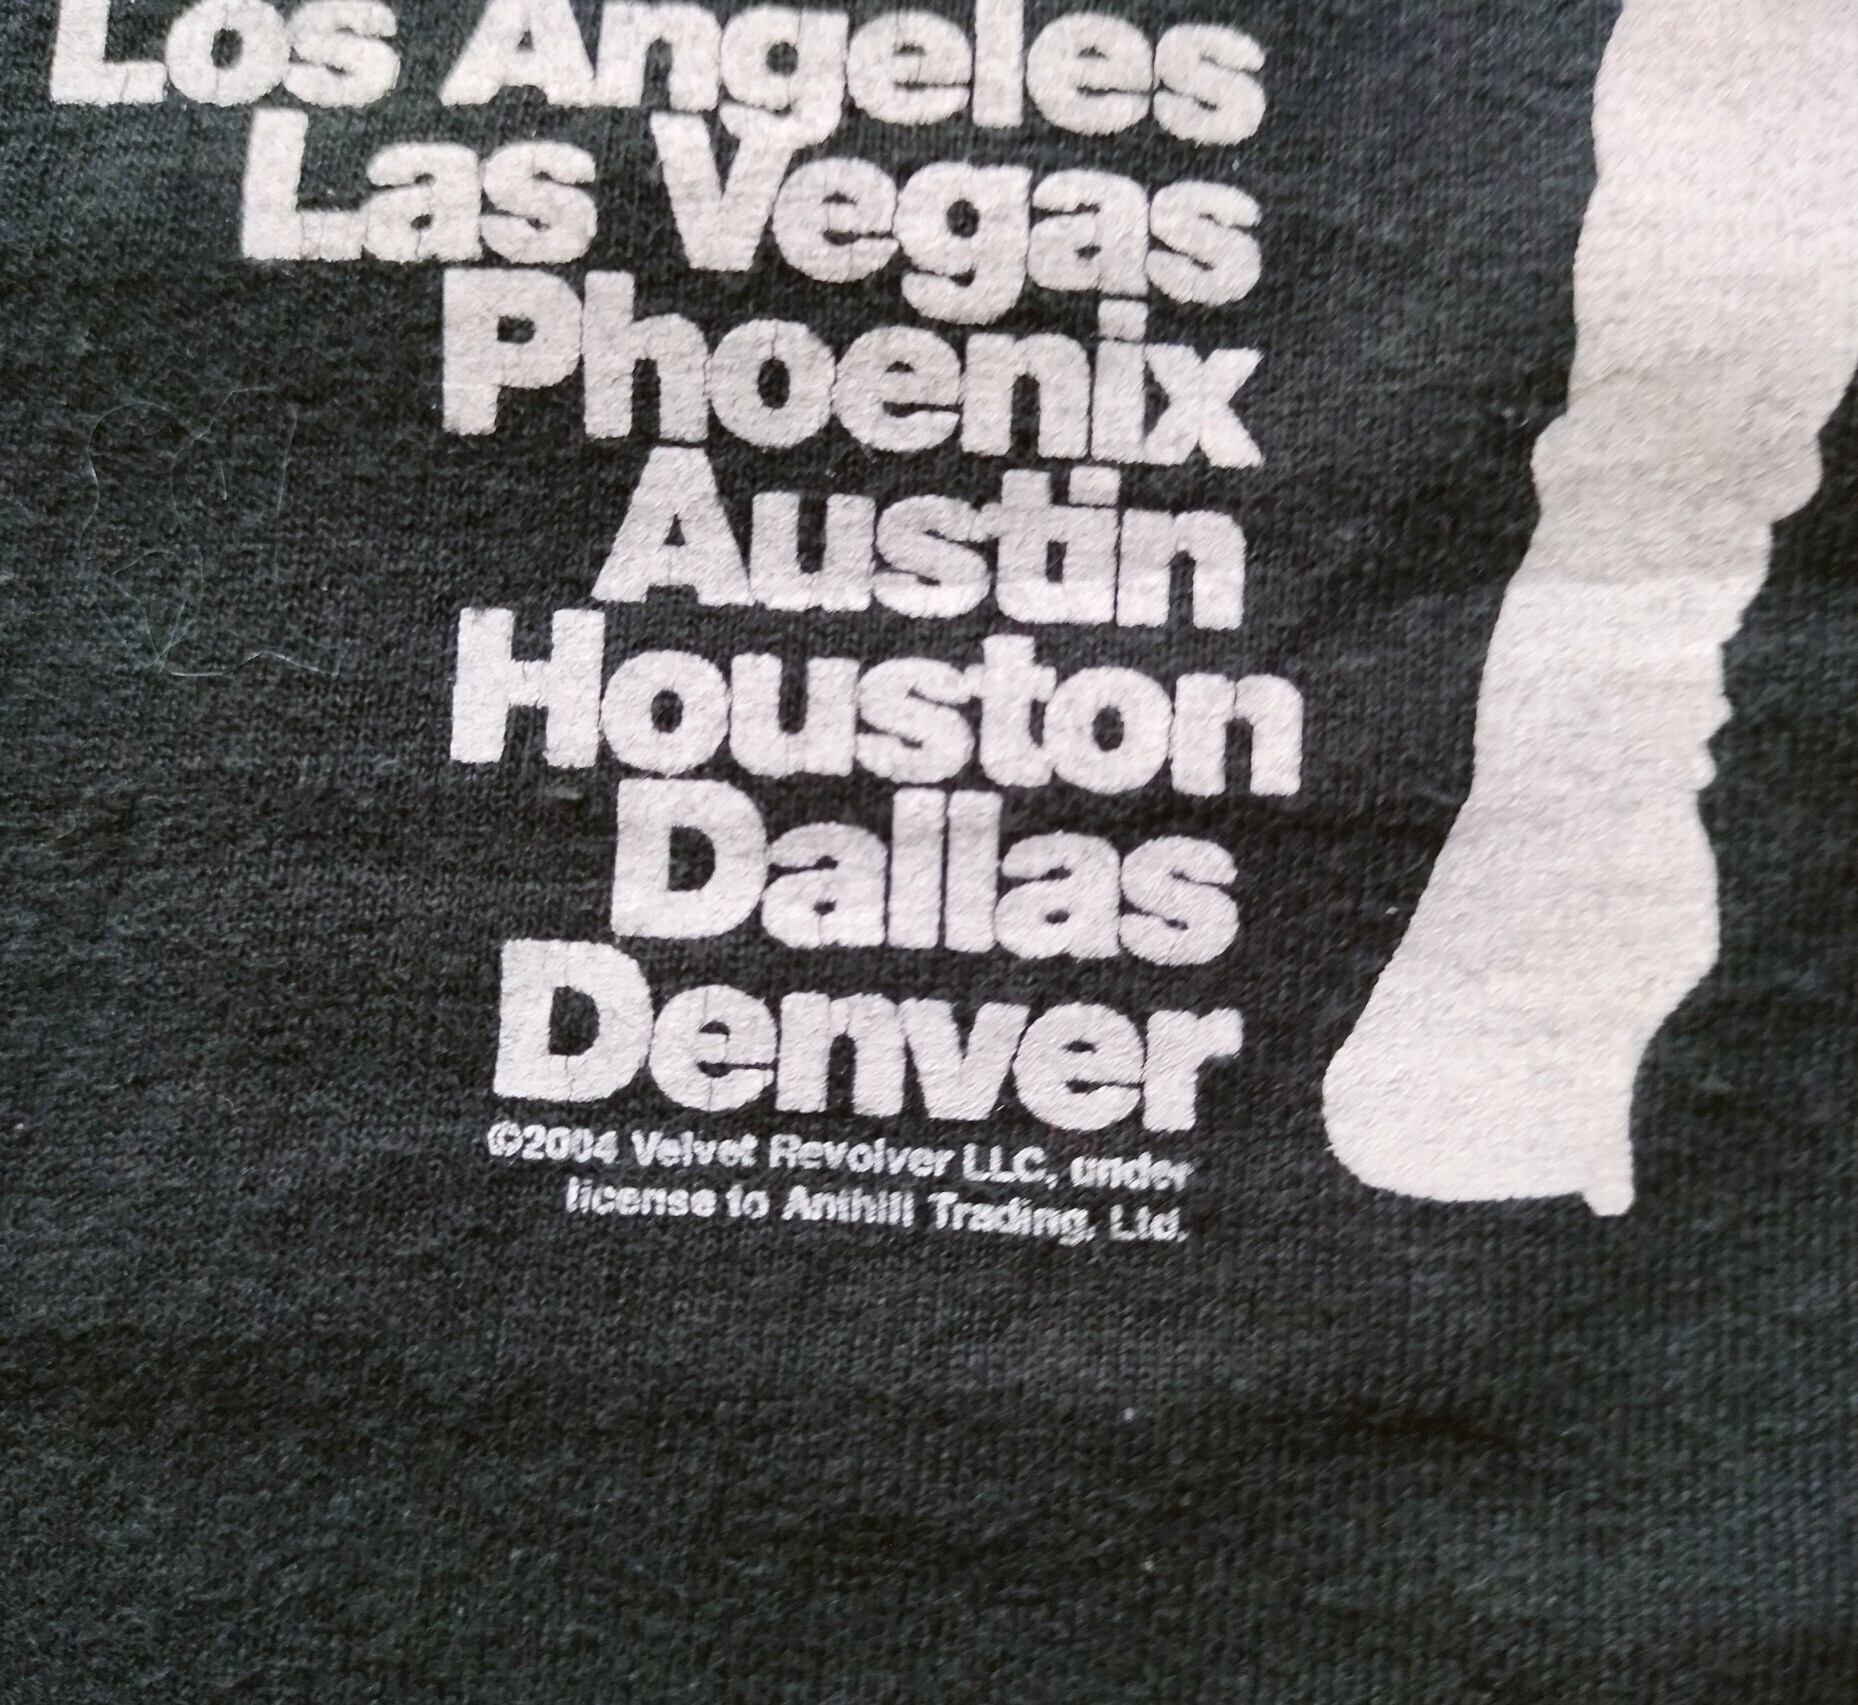 Los Angeles
Las Vegas
Phoenix
Austin
Houston
Dallas
Denver
©2004 Velvet Revolver LLC, under
license to Anthill Trading, Ltd.